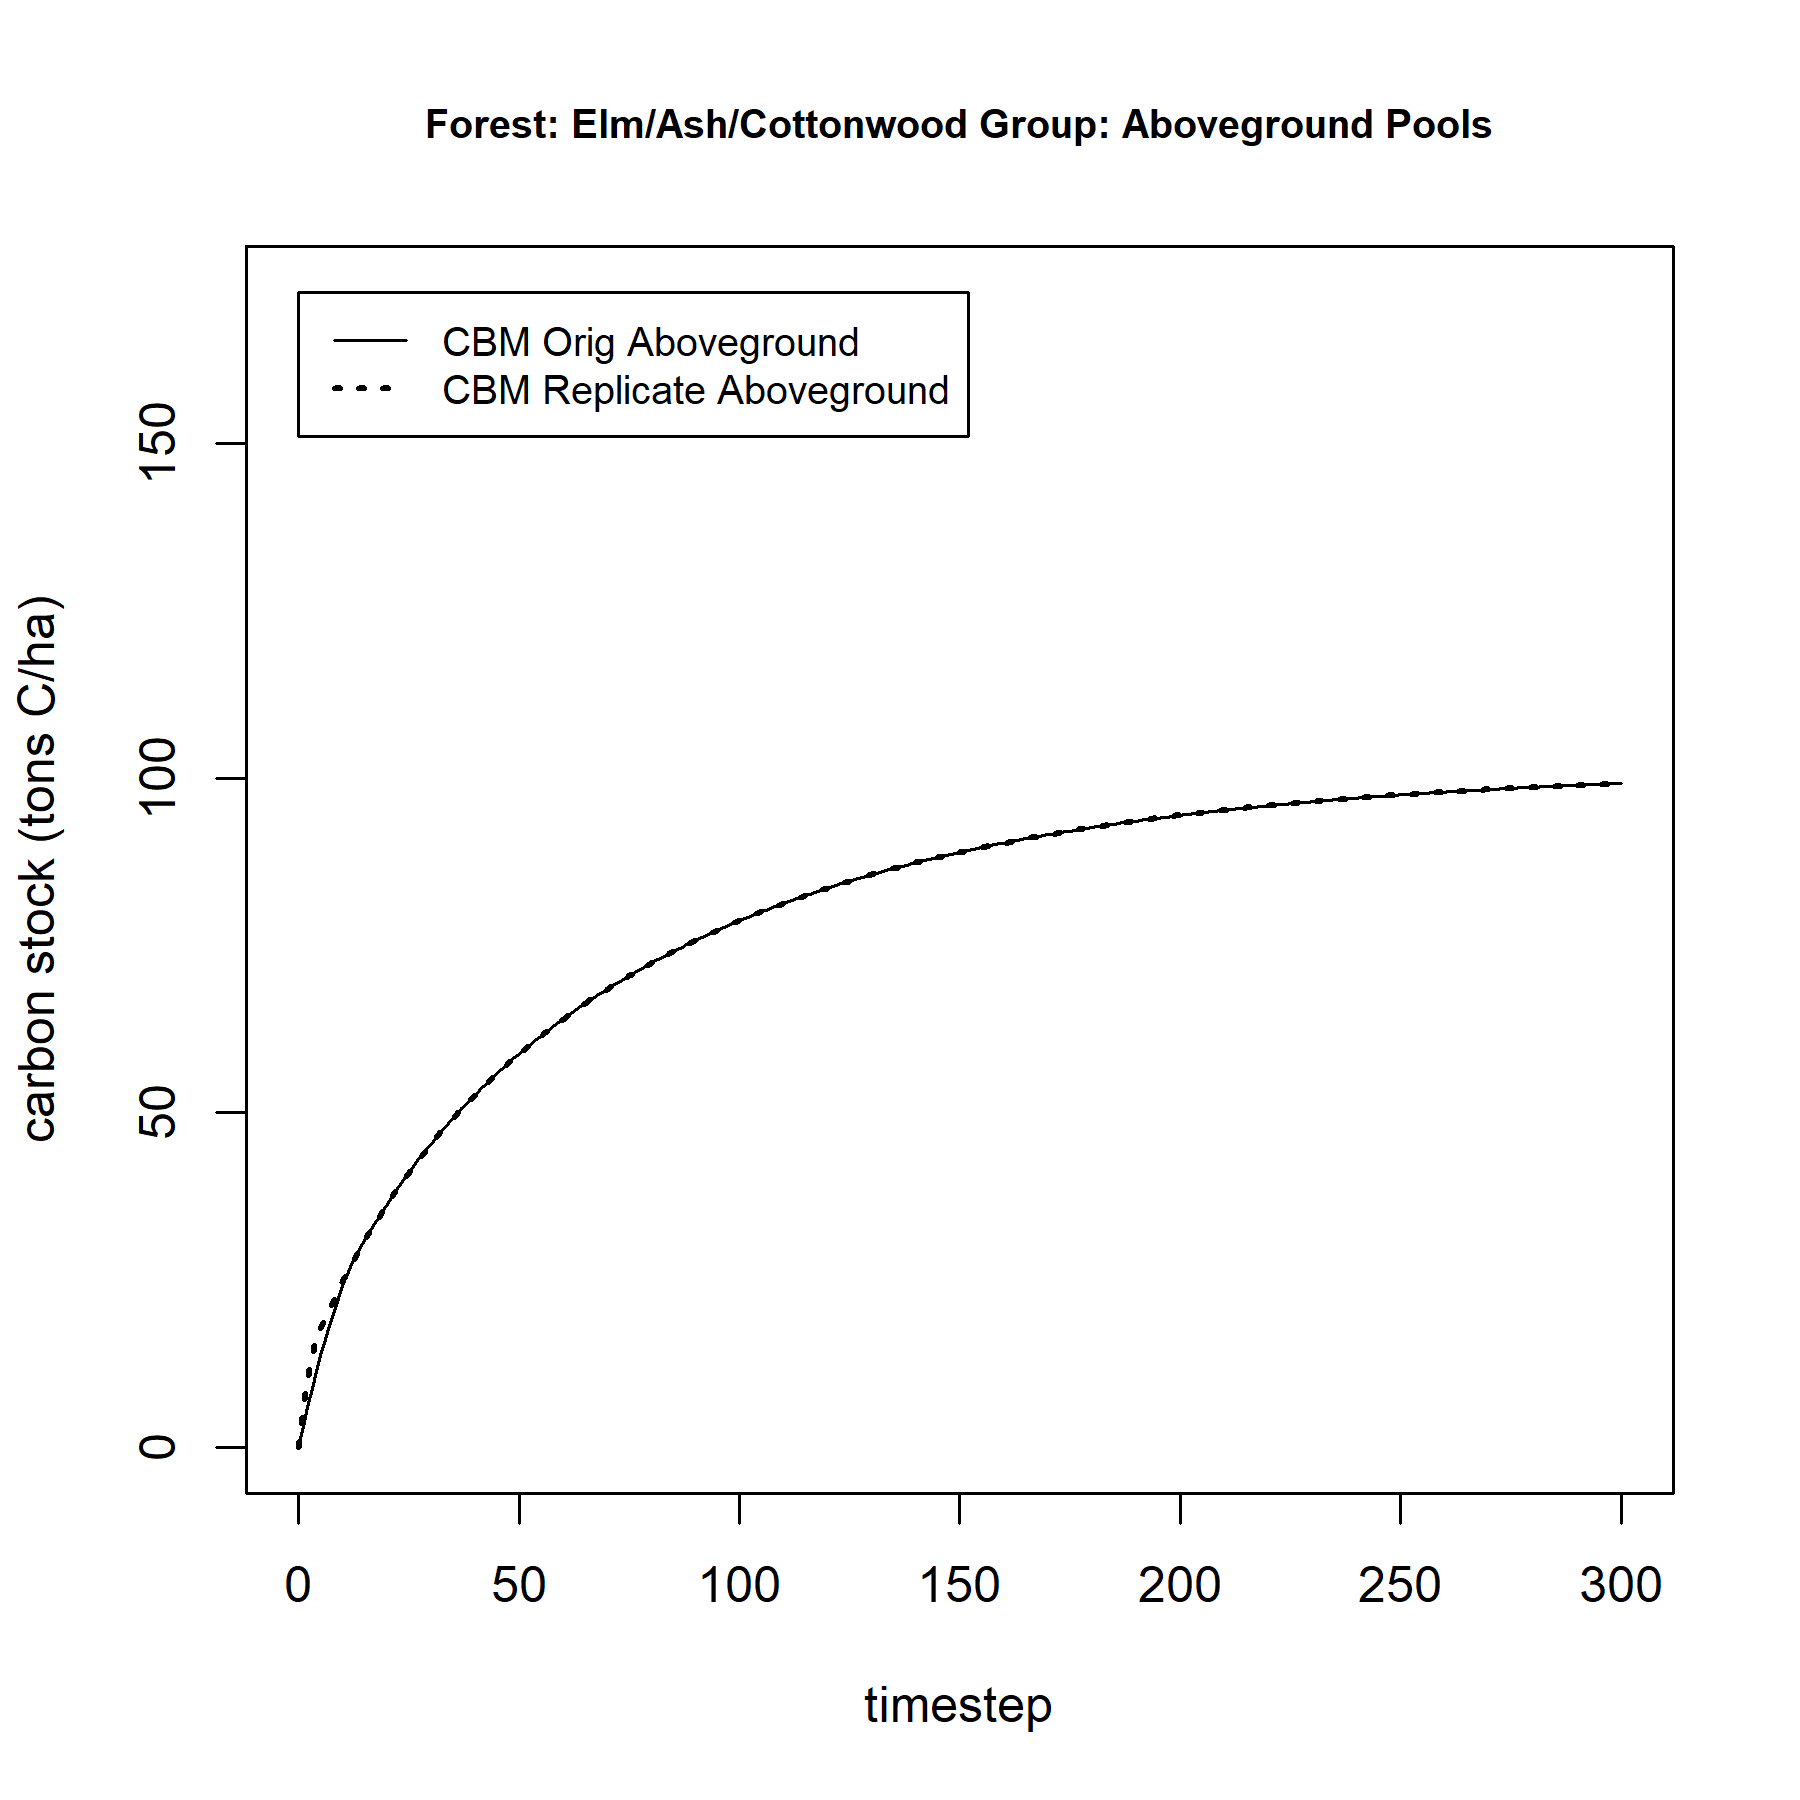 Forest: Elm/Ash/Cottonwood Group: Aboveground Pools
CBM Orig Aboveground
CBM Replicate Aboveground
carbon stock (tons C/ha)
150
100
50
0
0 50 100 150 200 250 300
timestep